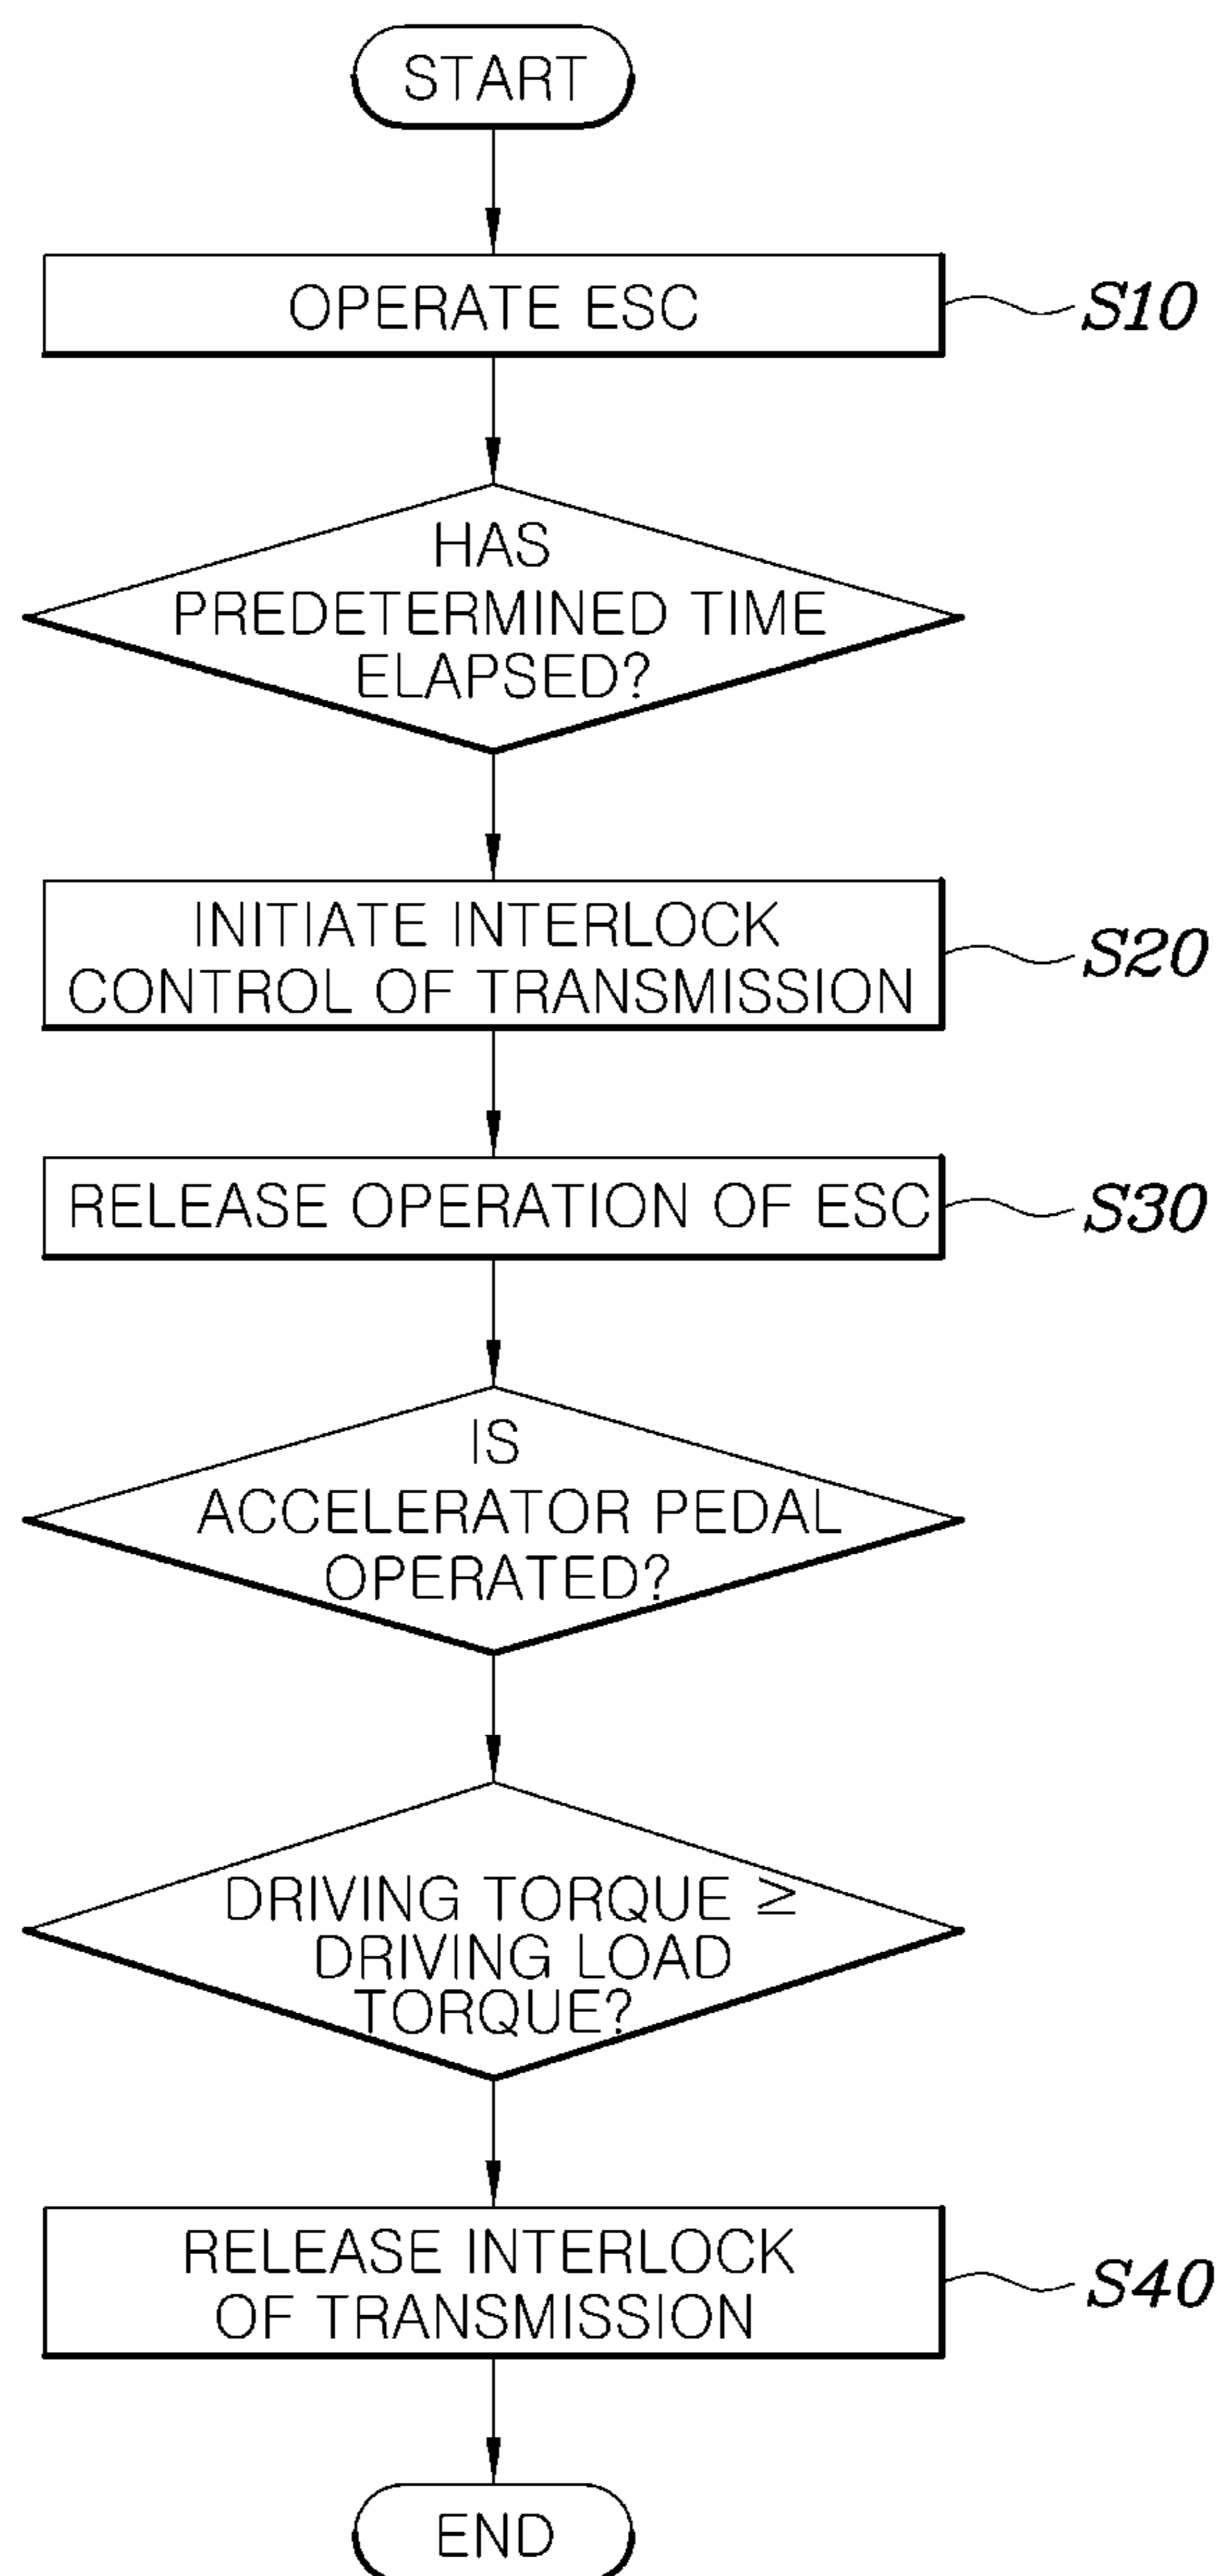 START
OPERATE ESC
S10
HAS
PREDETERMINED TIME
ELAPSED?
INITIATE INTERLOCK
CONTROL OF TRANSMISSION
S20
RELEASE OPERATION OF ESC
S30
IS
ACCELERATOR PEDAL
OPERATED?
DRIVING TORQUE ≥
DRIVING LOAD
TORQUE?
RELEASE INTERLOCK
OF TRANSMISSION
S40
END